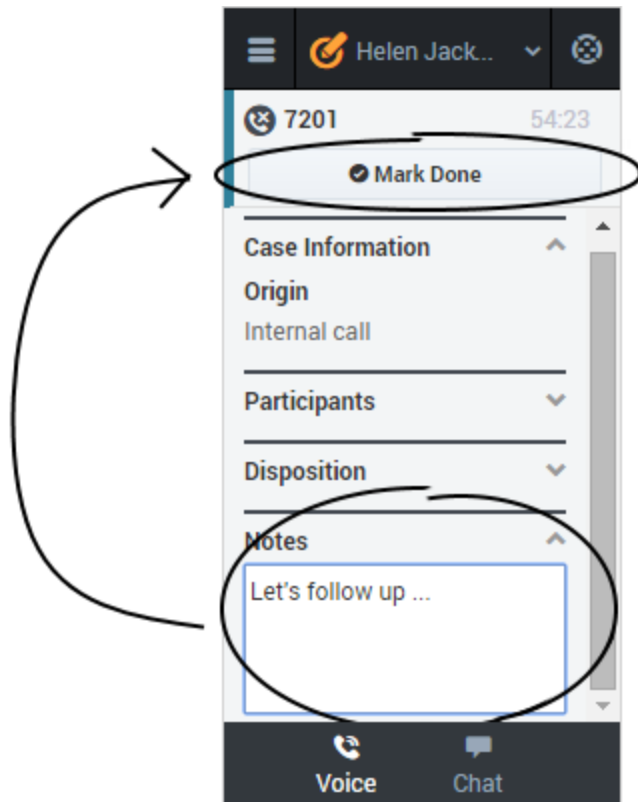 Helen Jack...
7201 54:23
Mark Done
Case Information
Origin
Internal call
Participants
Disposition
Notes
Let's follow up ...
Voice Chat